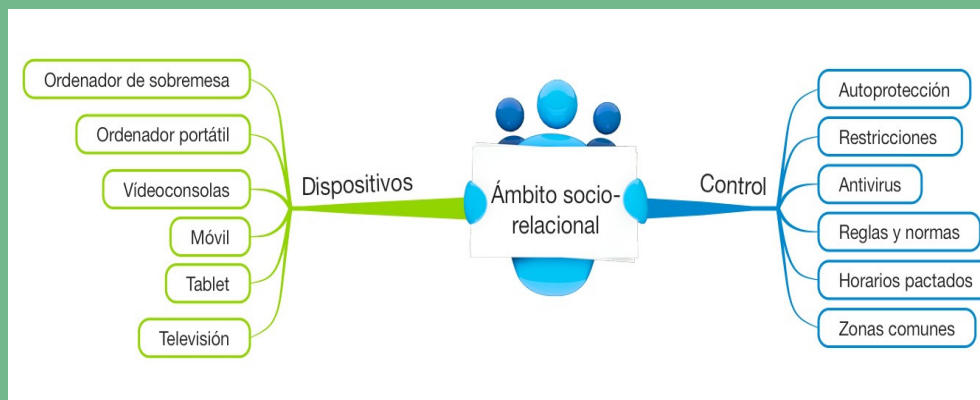 Ordenador de sobremesa
Ordenador portátil
Vídeoconsolas
Móvil
Tablet
Televisión
Dispositivos
Ámbito socio-
relacional
Control
Autoprotección
Restricciones
Antivirus
Reglas y normas
Horarios pactados
Zonas comunes